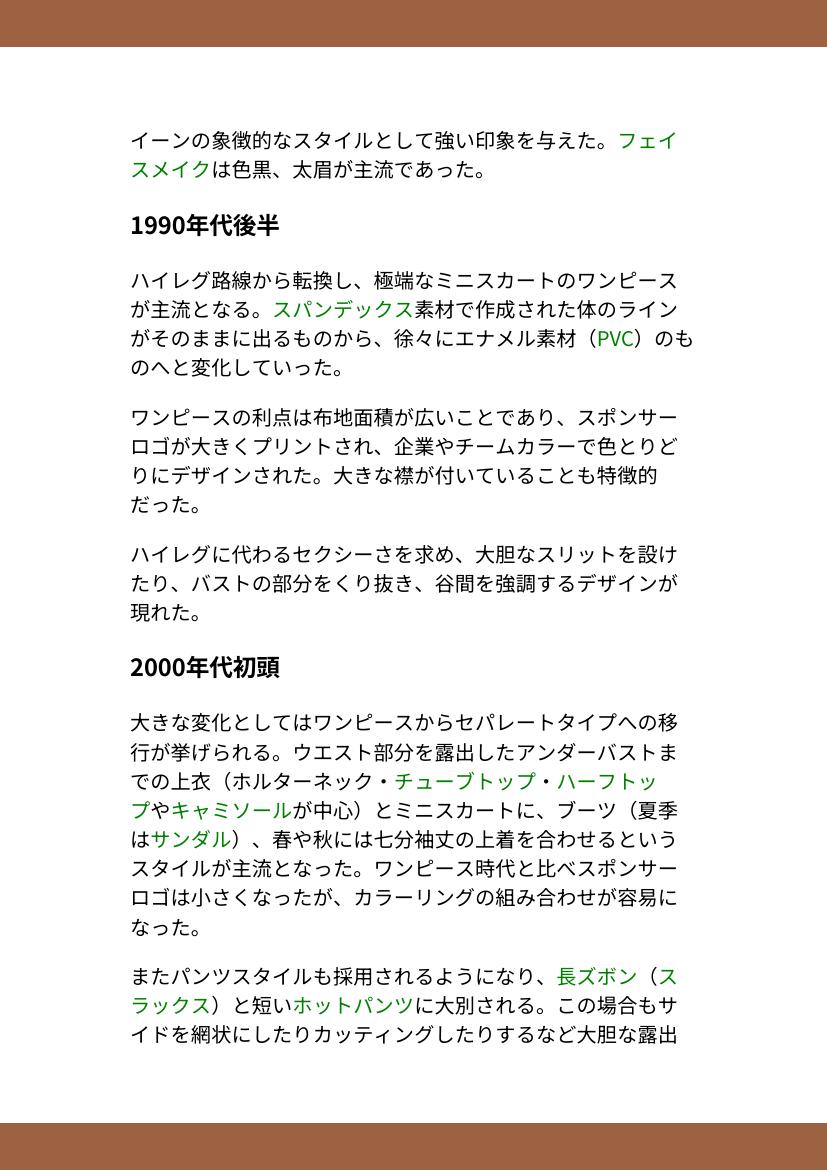 イーンの象徴的なスタイルとして強い印象を与えた。フェイ
スメイクは色黒、太眉が主流であった。
1990年代後半
ハイレグ路線から転換し、極端なミニスカートのワンピース
が主流となる。スパンデックス素材で作成された体のライン
がそのままに出るものから、徐々にエナメル素材（PVC）のも
のへと変化していった。
ワンピースの利点は布地面積が広いことであり、スポンサー
ロゴが大きくプリントされ、企業やチームカラーで色とりど
りにデザインされた。大きな襟が付いていることも特徴的
だった。
ハイレグに代わるセクシーさを求め、大胆なスリットを設け
たり、バストの部分をくり抜き、谷間を強調するデザインが
現れた。
2000年代初頭
大きな変化としてはワンピースからセパレートタイプへの移
行が挙げられる。ウエスト部分を露出したアンダーバストま
での上衣（ホルターネック・チューブトップ・ハーフトッ
プやキャミソールが中心）とミニスカートに、ブーツ（夏季
はサンダル）、春や秋には七分袖丈の上着を合わせるという
スタイルが主流となった。ワンピース時代と比べスポンサー
ロゴは小さくなったが、カラーリングの組み合わせが容易に
なった。
またパンツスタイルも採用されるようになり、長ズボン（ス
ラックス）と短いホットパンツに大別される。この場合もサ
イドを網状にしたりカッティングしたりするなど大胆な露出